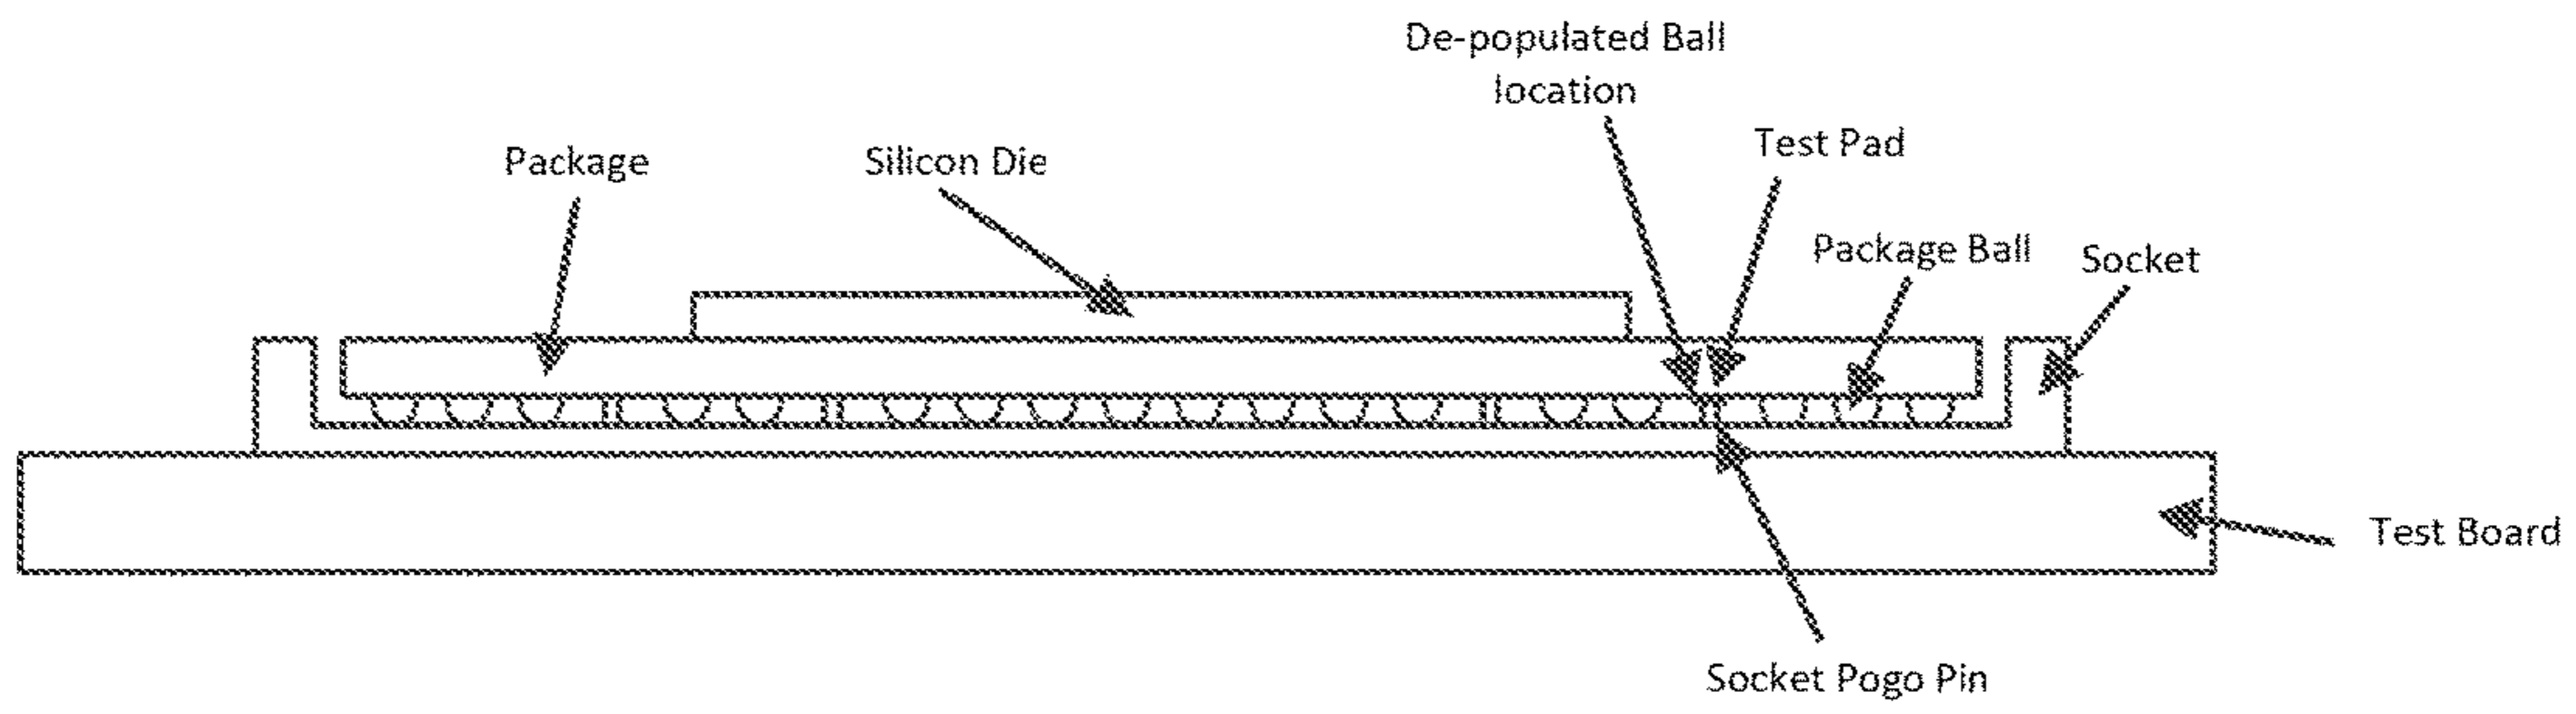 De-populated Ball
location
Test Pad
Package
Silicon Die
Package Ball
Socket
Test Board
Socket Pogo Pin